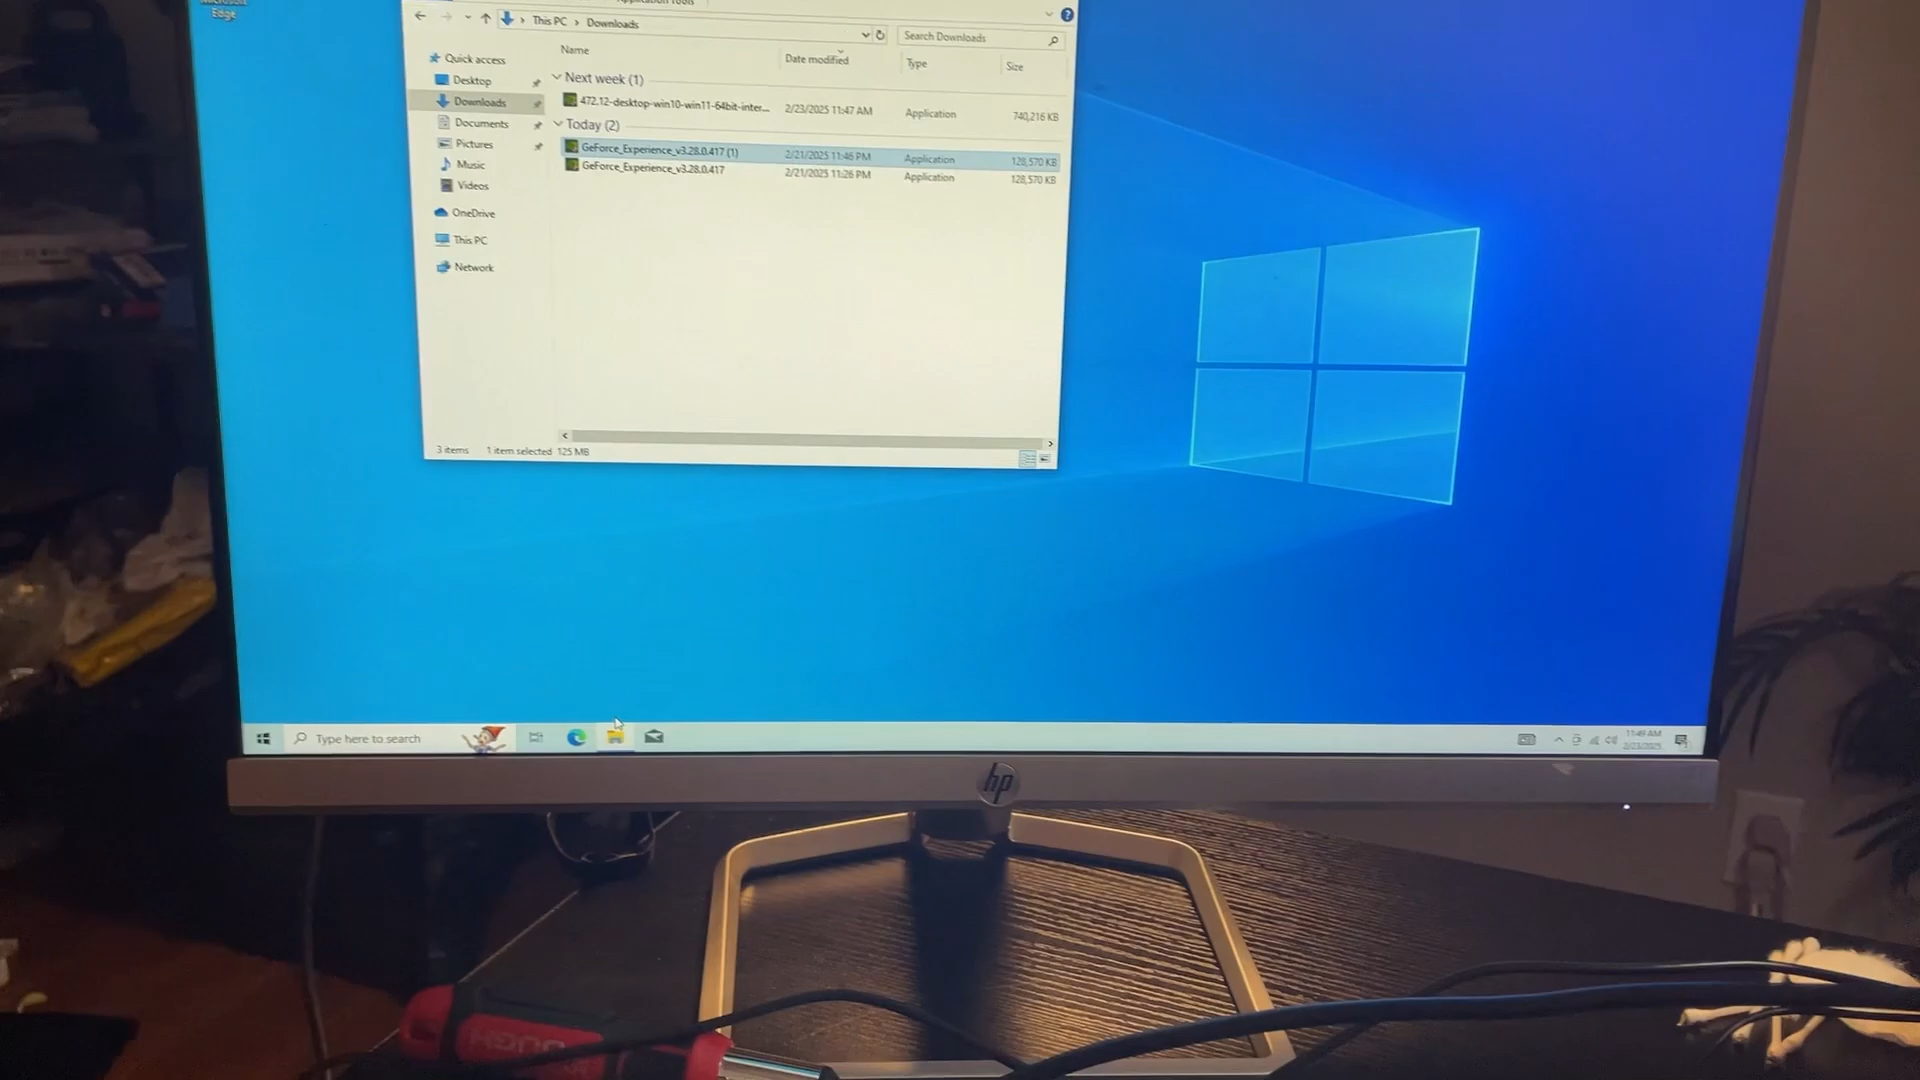 Edge
This PC > Downloads
Search Downloads
Name Date modified Type Size
Quick access
Desktop
Downloads
Documents
Pictures
Music
Videos
OneDrive
This PC
Network
Next week (1)
472.12-desktop-win10-win11-64bit-inter... 2/23/2025 11:47 AM Application 740,216 KB
Today (2)
GeForce_Experience_v3.28.0.417 (1) 2/21/2025 11:46 PM Application 128,570 KB
GeForce_Experience_v3.28.0.417 2/21/2025 11:26 PM Application 128,570 KB
3 items 1 item selected 125 MB
Type here to search
11:49 AM
2/23/2025
hp